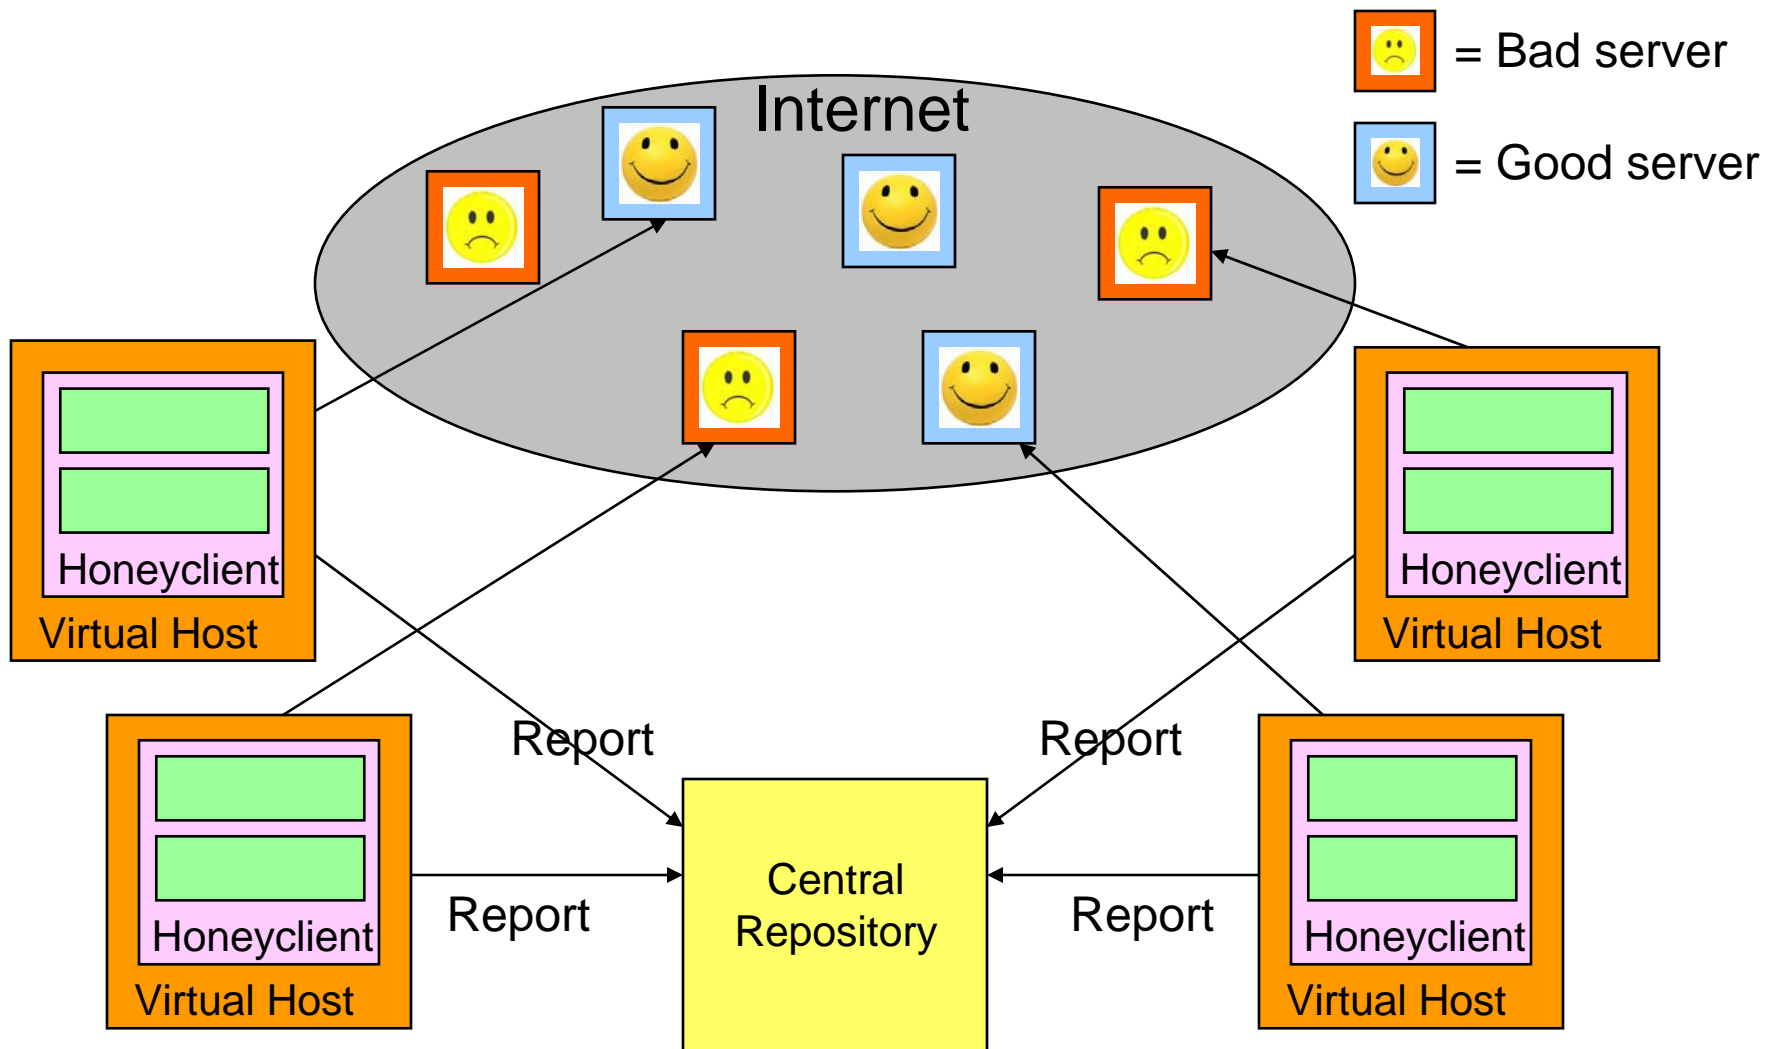 = Bad server
Internet
= Good server
Honeyclient
Virtual Host
Honeyclient
Virtual Host
Report
Report
Central
Repository
Report
Report
Honeyclient
Virtual Host
Honeyclient
Virtual Host